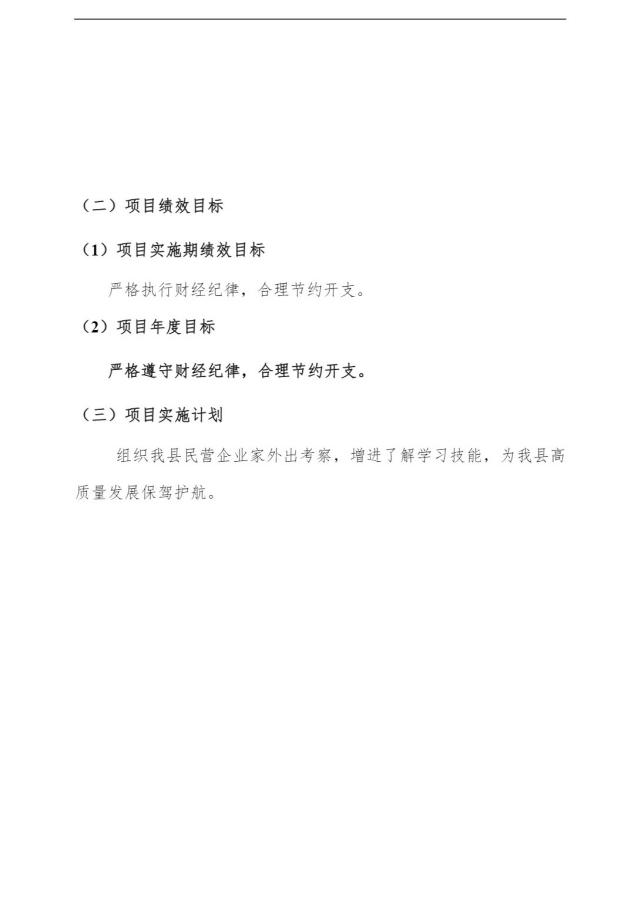 （二）项目绩效目标
（1）项目实施期绩效目标
严格执行财经纪律，合理节约开支。
（2）项目年度目标
严格遵守财经纪律，合理节约开支。
（三）项目实施计划
组织我县民营企业家外出考察，增进了解学习技能，为我县高
质量发展保驾护航。